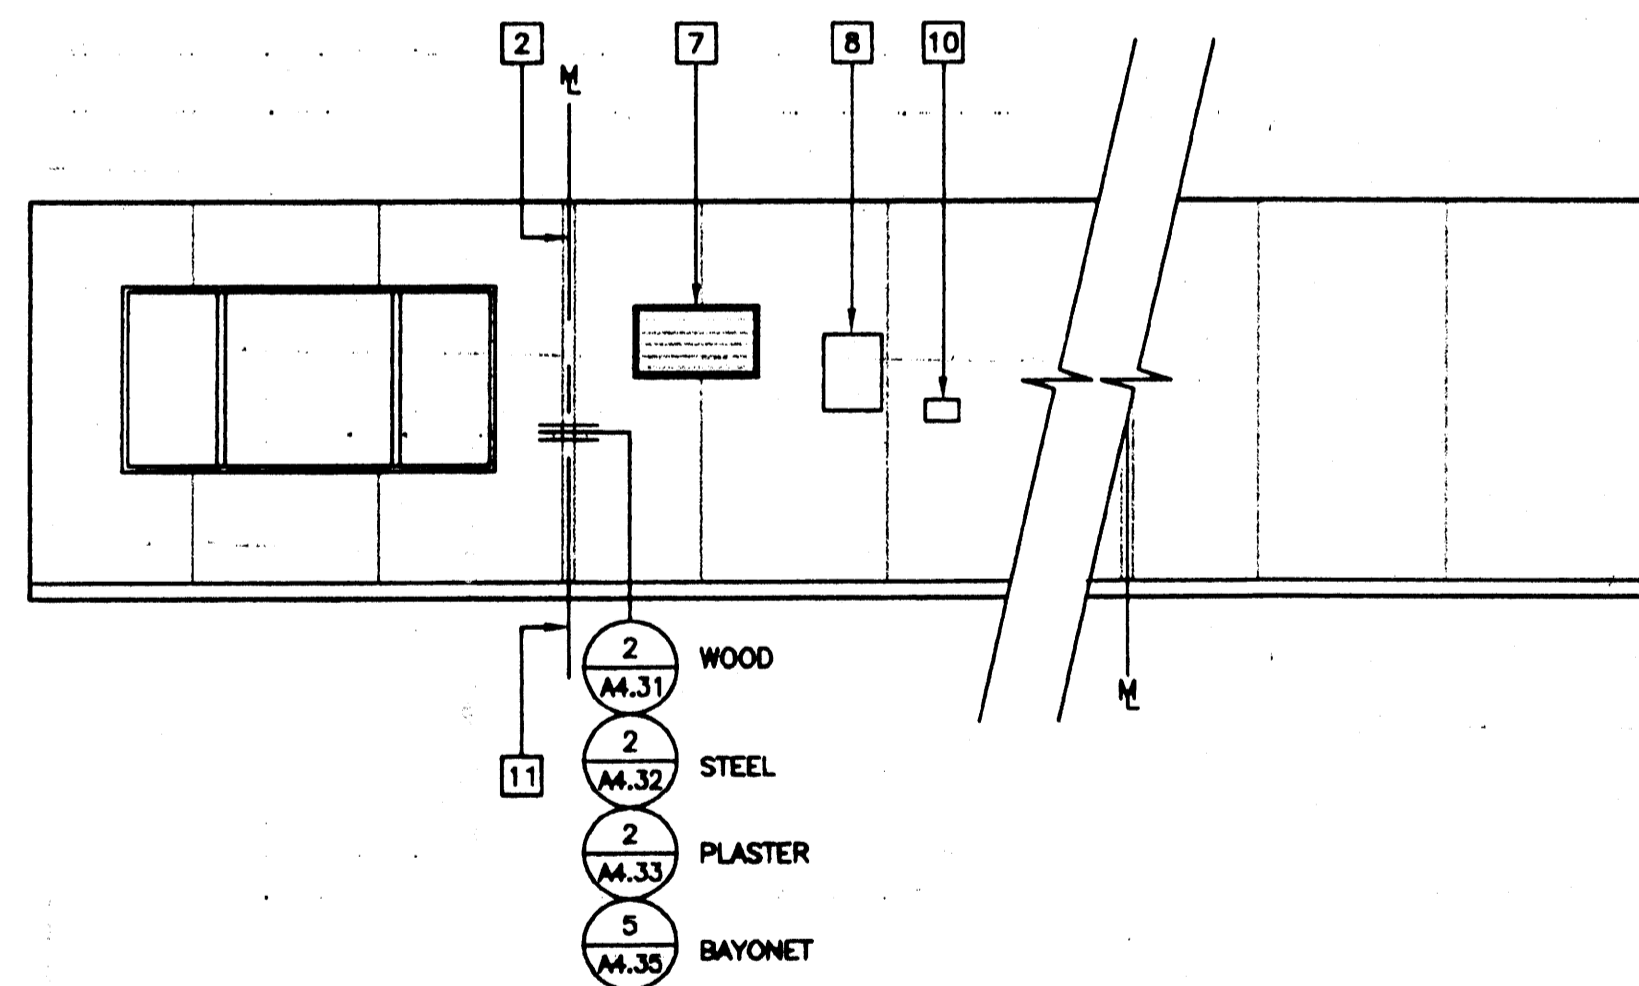 2 7 8 10
ML
2
A4.31 WOOD
ML
2
A4.32 STEEL
11
2
A4.33 PLASTER
5
A4.35 BAYONET